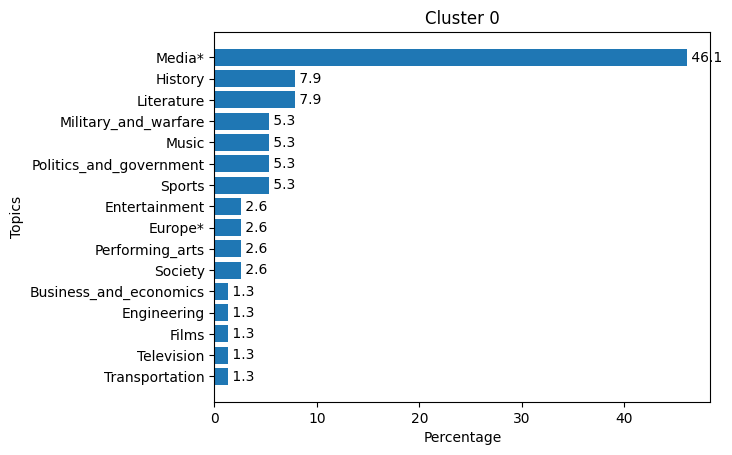 Cluster 0
Topics
Media* 46.1
History 7.9
Literature 7.9
Military_and_warfare 5.3
Music 5.3
Politics_and_government 5.3
Sports 5.3
Entertainment 2.6
Europe* 2.6
Performing_arts 2.6
Society 2.6
Business_and_economics 1.3
Engineering 1.3
Films 1.3
Television 1.3
Transportation 1.3
0 10 20 30 40
Percentage